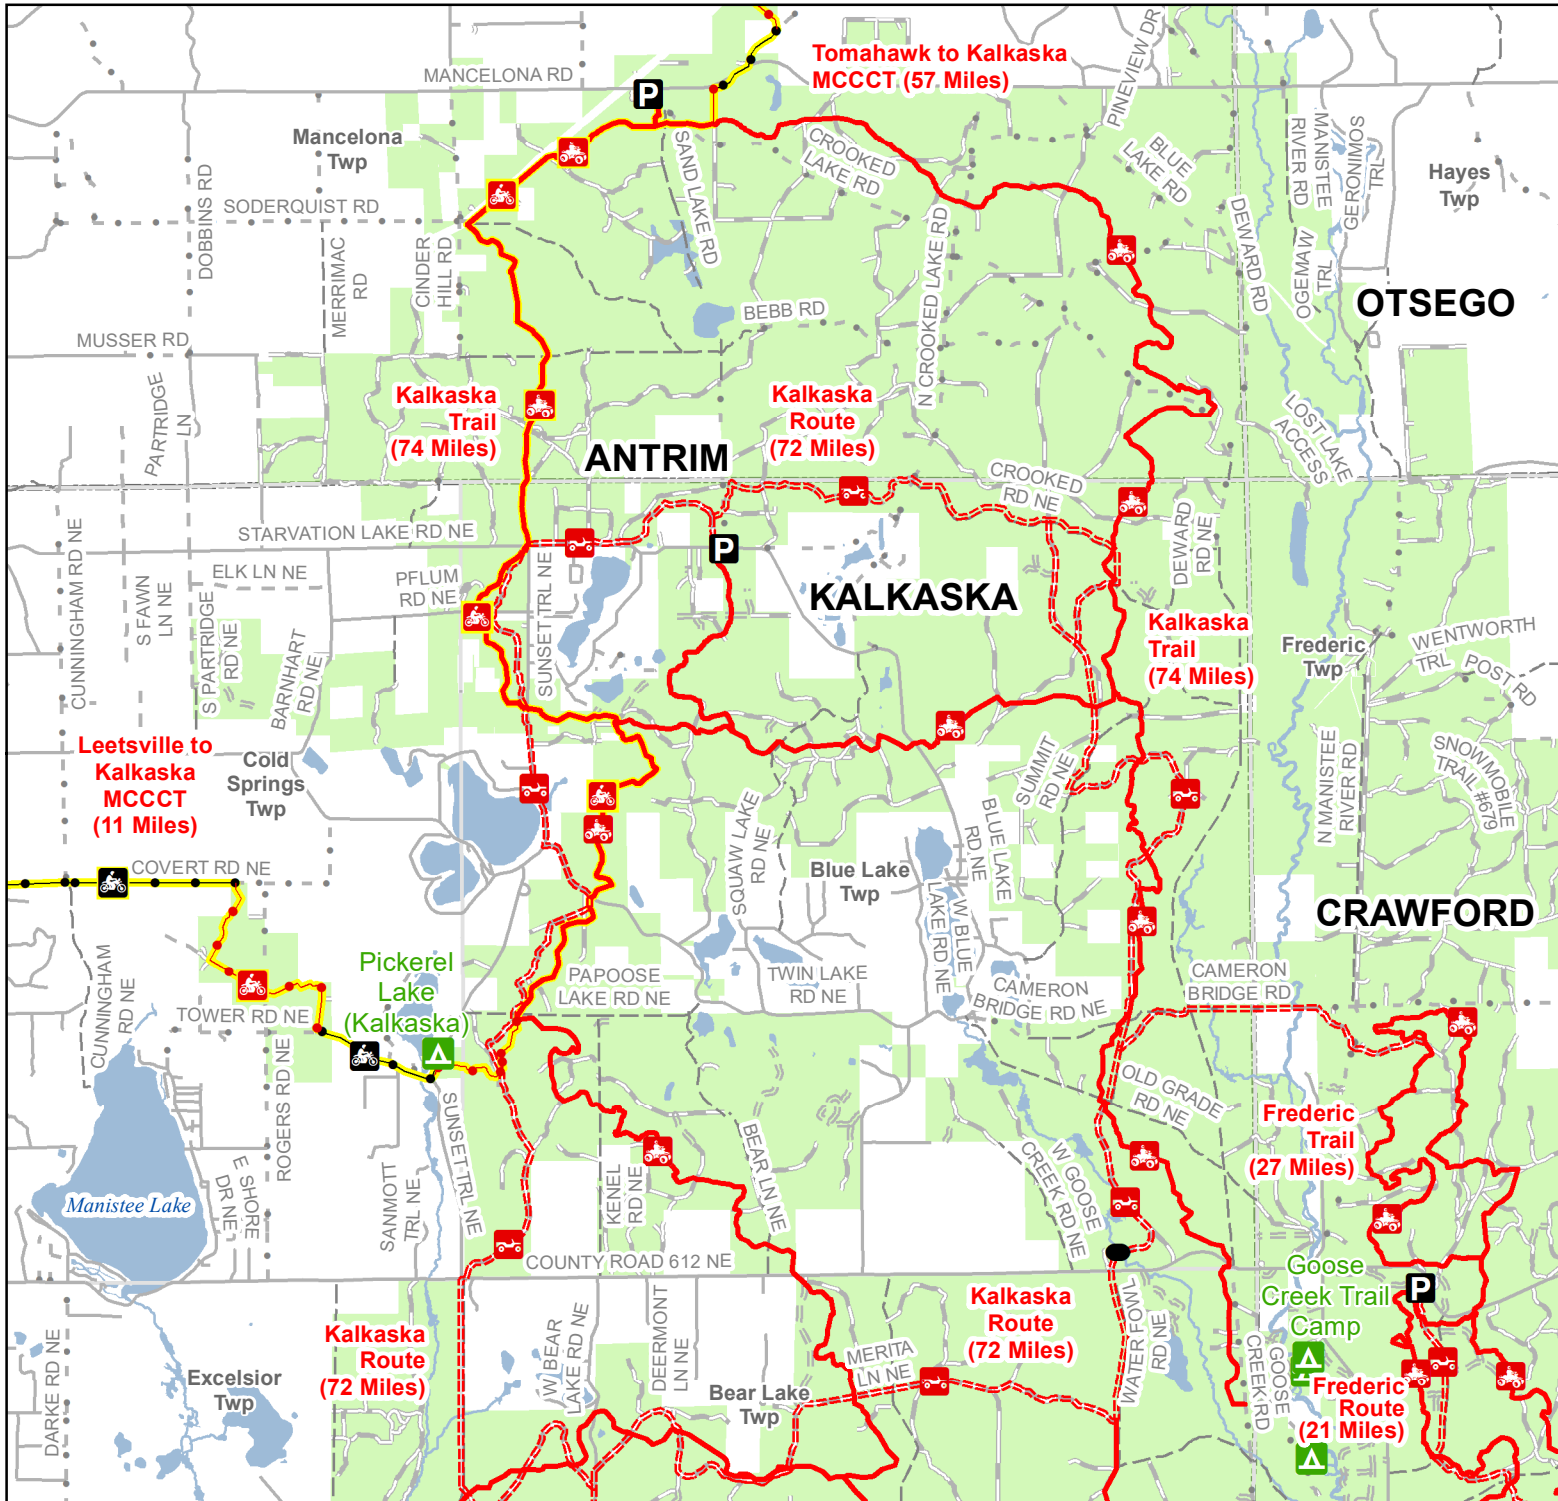 Tomahawk to Kalkaska
MCCCT (57 Miles)
MANCELONA RD
P
PINEVIEW DR
Mancelona
Twp
SAND LAKE RD
CROOKED
LAKE RD
BLUE
LAKE RD
MANISTEE
RIVER RD
GERONIMOS
TRL
Hayes
Twp
DOBBINS RD
SODERQUIST RD
MERRIMAC
RD
CINDER
HILL RD
N CROOKED LAKE RD
DEWARD RD
OGEMAW
TRL
OTSEGO
BEBB RD
MUSSER RD
PARTRIDGE
LN
Kalkaska
Trail
(74 Miles)
Kalkaska
Route
(72 Miles)
LOST LAKE
ACCESS
ANTRIM
CROOKED
RD NE
STARVATION LAKE RD NE
P
DEWARD
RD NE
CUNNINGHAM RD NE
S FAWN
LN NE
ELK LN NE
PFLUM
RD NE
SUNSET TRL NE
KALKASKA
S PARTRIDGE
RD NE
BARNHART
RD NE
Kalkaska
Trail
(74 Miles)
Frederic
Twp
WENTWORTH
TRL
POST RD
Leetsville to
Kalkaska
MCCCT
(11 Miles)
Cold
Springs
Twp
SUMMIT
RD NE
N MANISTEE
RIVER RD
SNOWMOBILE
TRAIL #679
SQUAW LAKE
RD NE
BLUE LAKE
RD NE
Blue Lake
Twp
COVERT RD NE
W BLUE
LAKE RD NE
CRAWFORD
CUNNINGHAM
RD NE
Pickerel
Lake
(Kalkaska)
PAPOOSE
LAKE RD NE
TWIN LAKE
RD NE
CAMERON
BRIDGE RD NE
CAMERON
BRIDGE RD
TOWER RD NE
ROGERS RD NE
SUNSET TRL NE
OLD GRADE
RD NE
Frederic
Trail
(27 Miles)
E SHORE
DR NE
SANMOTT
TRL NE
KENEL
RD NE
BEAR LN NE
W GOOSE
CREEK RD NE
Manistee Lake
COUNTY ROAD 612 NE
Goose
Creek Trail
Camp
P
Kalkaska
Route
(72 Miles)
Kalkaska
Route
(72 Miles)
DARKE RD NE
Excelsior
Twp
W BEAR
LAKE RD NE
DEERMONT
LN NE
Bear Lake
Twp
MERITA
LN NE
TWO FOR
WATER
RD NE
GOOSE
CREEK RD
Frederic
Route
(21 Miles)